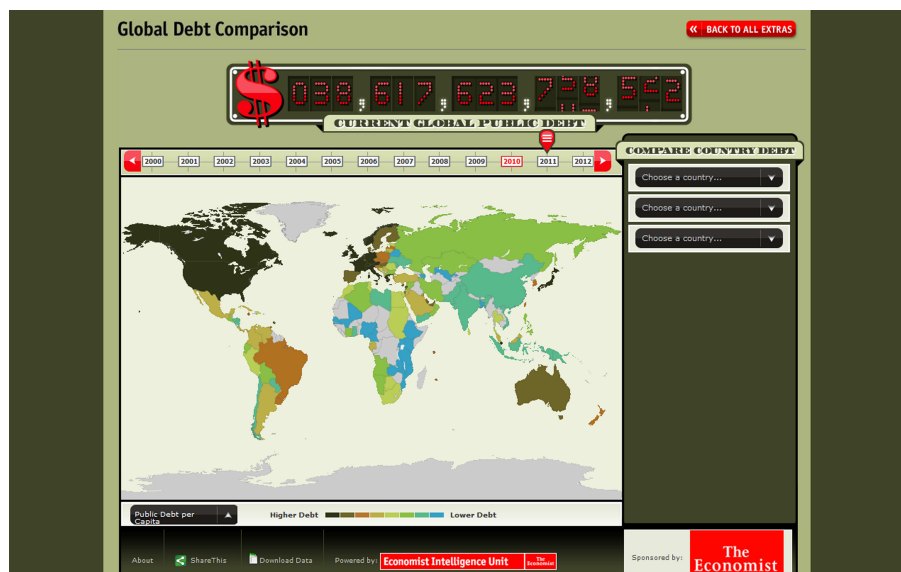 Global Debt Comparison
« BACK TO ALL EXTRAS
$
CURRENT GLOBAL PUBLIC DEBT
2000 2001 2002 2003 2004 2005 2006 2007 2008 2009 2010 2011 2012
COMPARE COUNTRY DEBT
Choose a country...
Choose a country...
Choose a country...
Public Debt per
Capita
Higher Debt
Lower Debt
About
ShareThis
Download Data
Powered by:
Economist Intelligence Unit
The
Economist
Sponsored by:
The
Economist